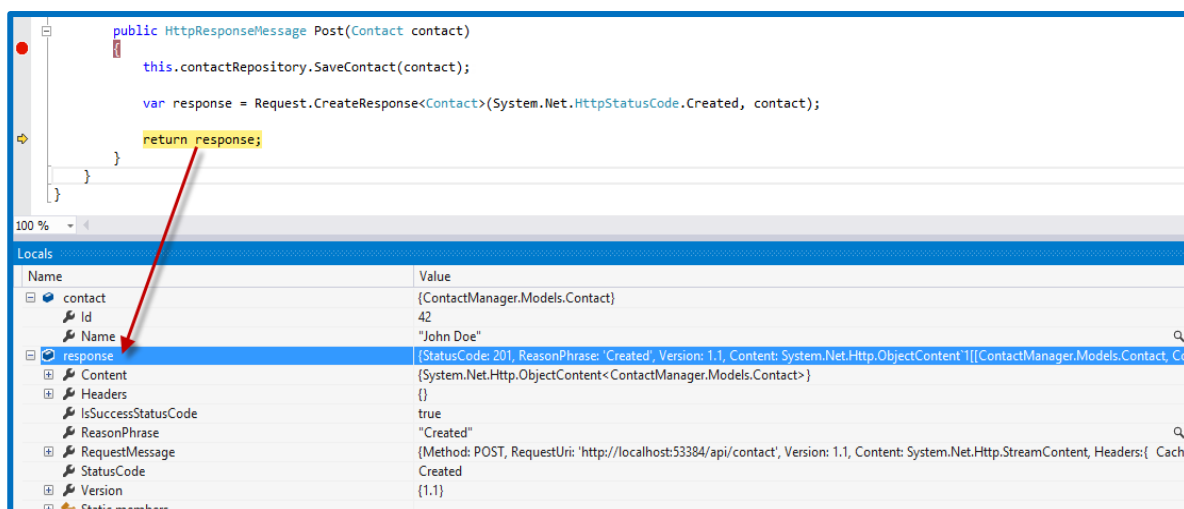 public HttpResponseMessage Post(Contact contact)
{
this.contactRepository.SaveContact(contact);
var response = Request.CreateResponse<Contact>(System.Net.HttpStatusCode.Created, contact);
return response;
}
}
}
100 %
Locals
Name Value
contact {ContactManager.Models.Contact}
Id 42
Name "John Doe"
response {StatusCode: 201, ReasonPhrase: 'Created', Version: 1.1, Content: System.Net.Http.ObjectContent`1[[ContactManager.Models.Contact, Co
Content {System.Net.Http.ObjectContent<ContactManager.Models.Contact>}
Headers {}
IsSuccessStatusCode true
ReasonPhrase "Created"
RequestMessage {Method: POST, RequestUri: 'http://localhost:53384/api/contact', Version: 1.1, Content: System.Net.Http.StreamContent, Headers:{ Cach
StatusCode Created
Version {1.1}
Static members